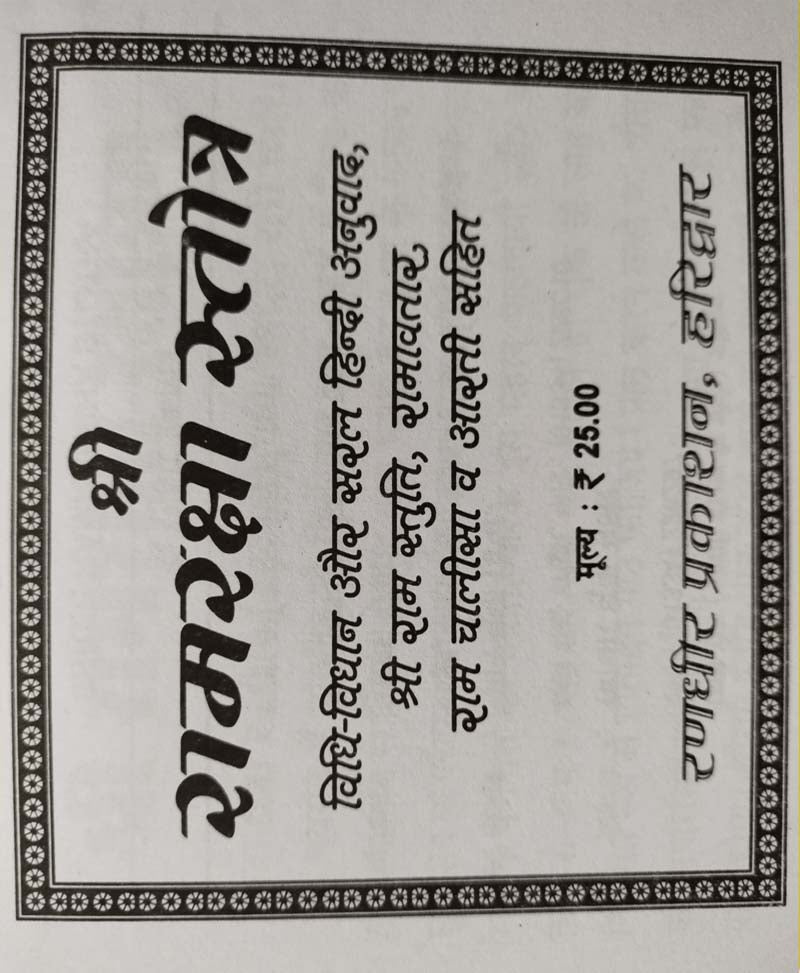 श्री
रामरक्षा स्तोत्र
विधि-विधान और सरल हिन्दी अनुवाद,
श्री राम स्तुति, रामावतार,
राम चालीसा व आरती सहित
मूल्य : ₹ 25.00
रणधीर प्रकाशन, हरिद्वार